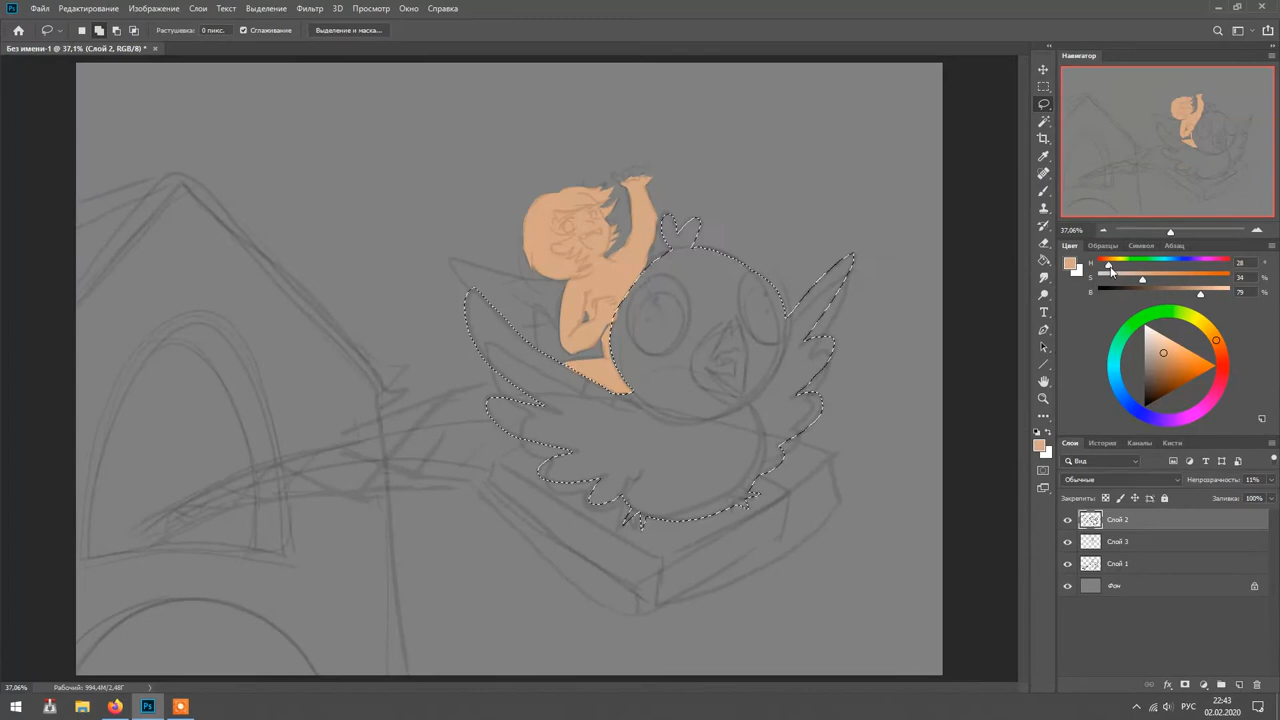 Файл Редактирование Изображение Слои Текст Выделение Фильтр 3D Просмотр Окно Справка
Растушевка: 0 пикс. Сглаживание Выделение и маска...
Без имени-1 @ 37,1% (Слой 2, RGB/8) *
Навигатор
37,06%
Цвет Образцы Символ Абзац
H 28 °
S 34 %
B 79 %
Слои История Каналы Кисти
Вид
Обычные Непрозрачность: 11%
Закрепить: Заливка: 100%
Слой 2
Слой 3
Слой 1
Фон
37,06% Рабочий: 994,4M/2,48Г
РУС
22:43
02.02.2020